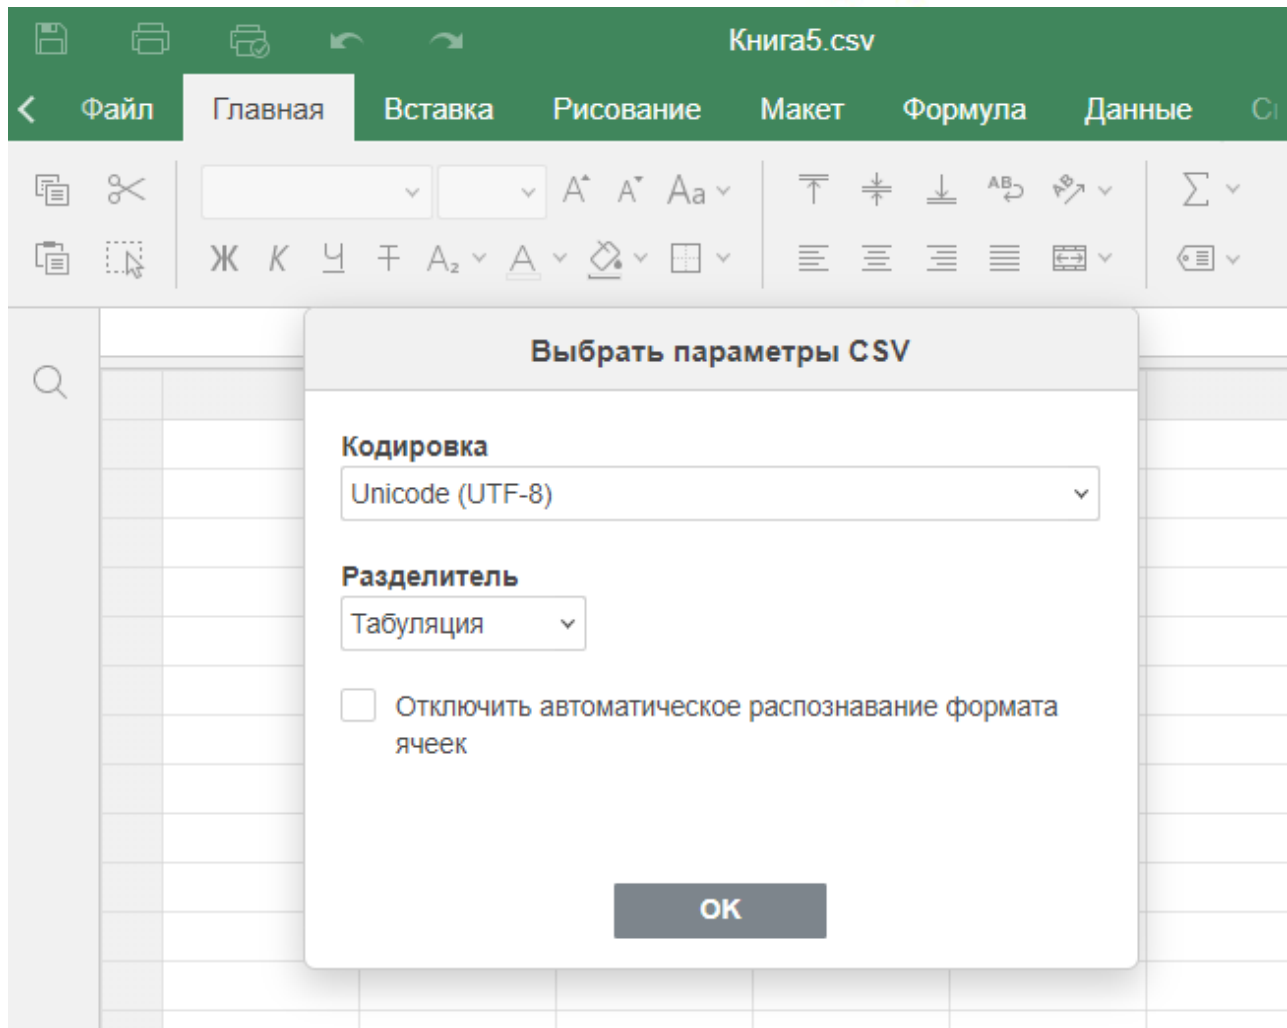 Книга5.csv
Файл Главная Вставка Рисование Макет Формула Данные
Ж К Ч Т A₂ A
Выбрать параметры CSV
Кодировка
Unicode (UTF-8)
Разделитель
Табуляция
Отключить автоматическое распознавание формата
ячеек
OK